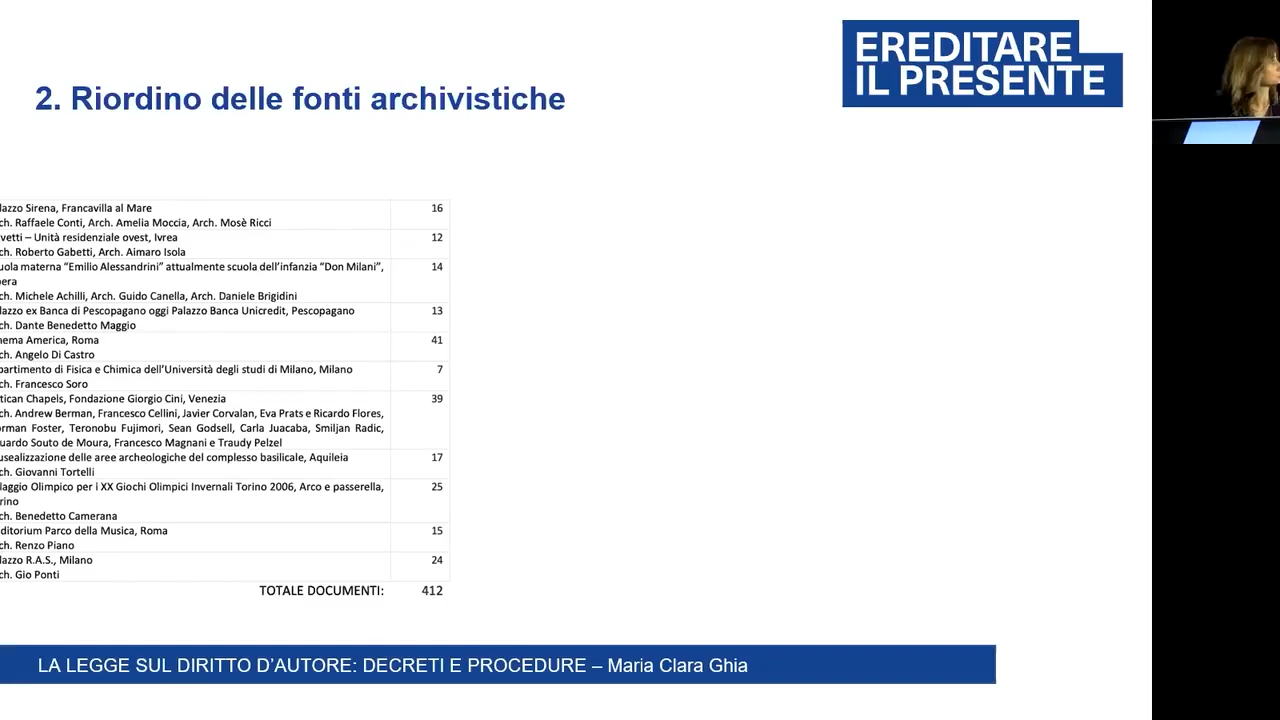 EREDITARE
IL PRESENTE
2. Riordino delle fonti archivistiche
lazzo Sirena, Francavilla al Mare 16
ch. Raffaele Conti, Arch. Amelia Moccia, Arch. Mosè Ricci
vetti – Unità residenziale ovest, Ivrea 12
ch. Roberto Gabetti, Arch. Aimaro Isola
uola materna “Emilio Alessandrini” attualmente scuola dell’infanzia “Don Milani”, 14
pera
ch. Michele Achilli, Arch. Guido Canella, Arch. Daniele Brigidini
lazzo ex Banca di Pescopagano oggi Palazzo Banca Unicredit, Pescopagano 13
ch. Dante Benedetto Maggio
nema America, Roma 41
ch. Angelo Di Castro
partimento di Fisica e Chimica dell’Università degli studi di Milano, Milano 7
ch. Francesco Soro
tican Chapels, Fondazione Giorgio Cini, Venezia 39
ch. Andrew Berman, Francesco Cellini, Javier Corvalan, Eva Prats e Ricardo Flores,
rman Foster, Teronobu Fujimori, Sean Godsell, Carla Juacaba, Smiljan Radic,
uardo Souto de Moura, Francesco Magnani e Traudy Pelzel
usealizzazione delle aree archeologiche del complesso basilicale, Aquileia 17
ch. Giovanni Tortelli
laggio Olimpico per i XX Giochi Olimpici Invernali Torino 2006, Arco e passerella, 25
rino
ch. Benedetto Camerana
ditorium Parco della Musica, Roma 15
ch. Renzo Piano
lazzo R.A.S., Milano 24
ch. Gio Ponti
TOTALE DOCUMENTI: 412
LA LEGGE SUL DIRITTO D’AUTORE: DECRETI E PROCEDURE – Maria Clara Ghia